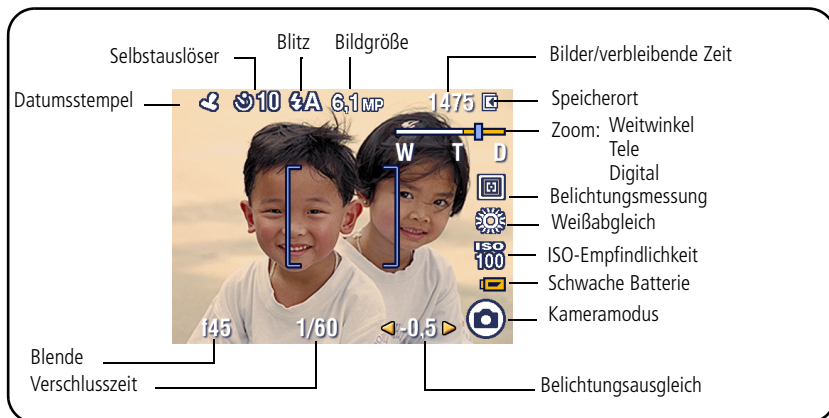 Selbstauslöser
Blitz
Bildgröße
Bilder/verbleibende Zeit
Datumsstempel
10
A
6,1 MP
1475
Speicherort
Zoom: Weitwinkel
Tele
Digital
W T D
Belichtungsmessung
Weißabgleich
ISO
100
ISO-Empfindlichkeit
Schwache Batterie
Kameramodus
f45
1/60
-0,5
Blende
Verschlusszeit
Belichtungsausgleich